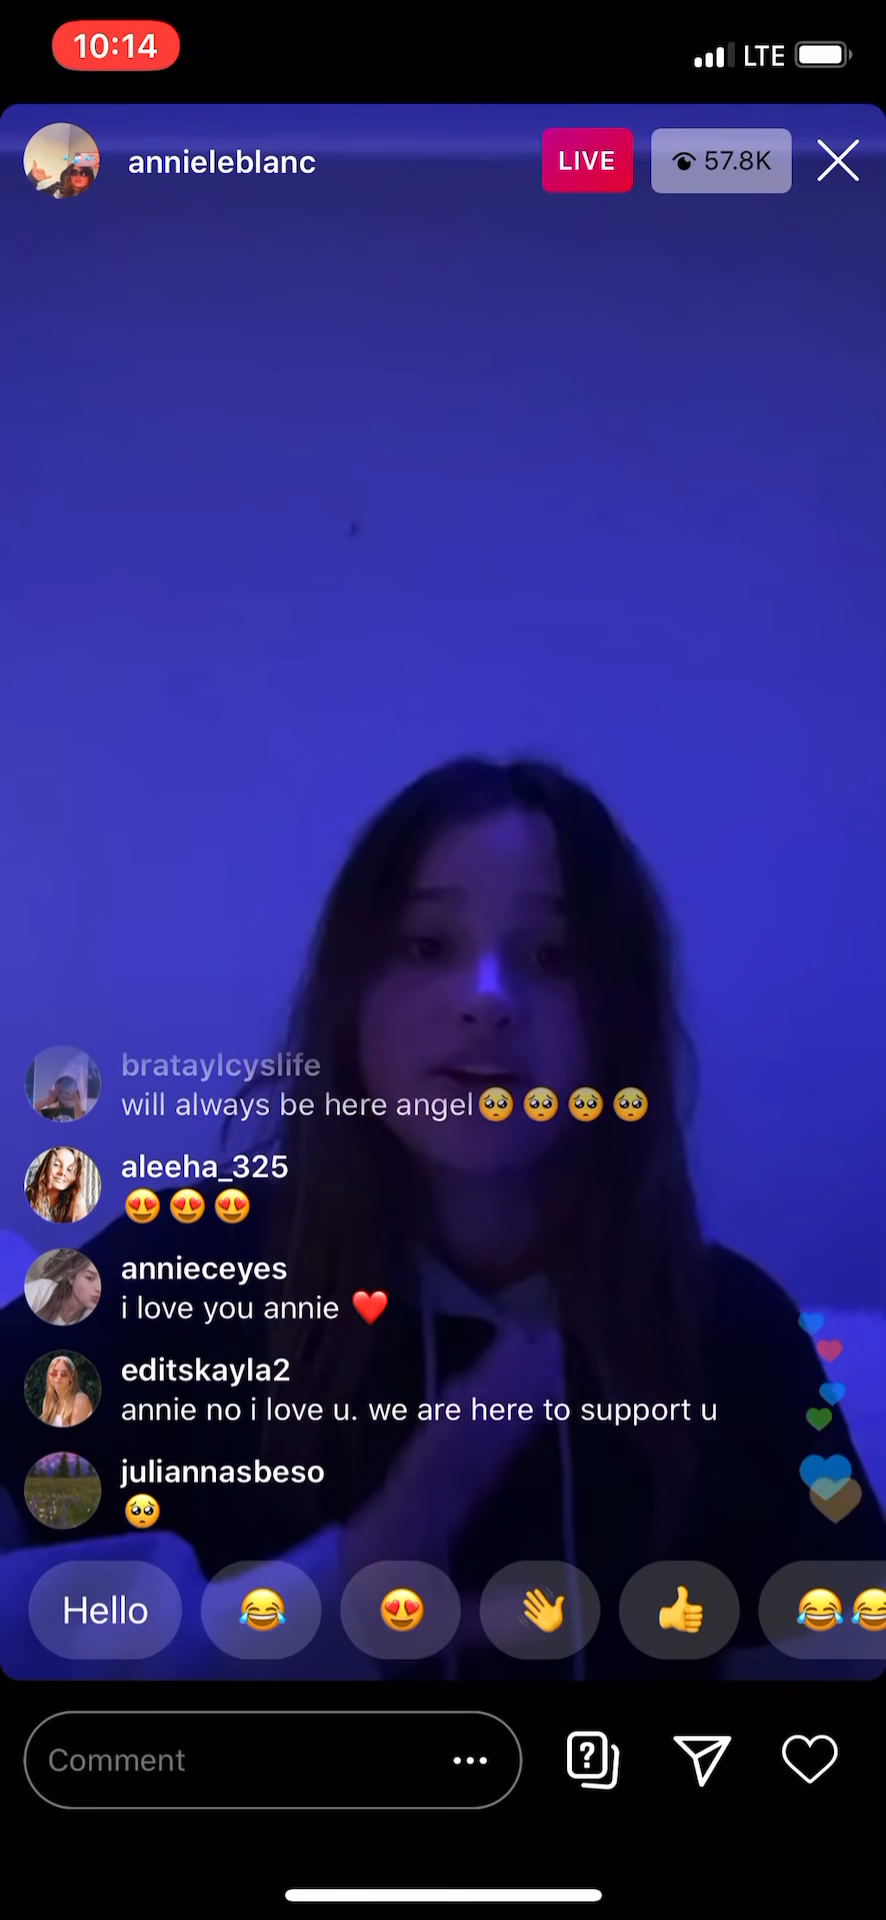 10:14
LTE
annieleblanc
LIVE
57.8K
brataylcyslife
will always be here angel🥺🥺🥺🥺
aleeha_325
😍😍😍
annieceyes
i love you annie ❤️
editskayla2
annie no i love u. we are here to support u
juliannasbeso
🥺
Hello 😂 😍 👋 👍 😂😂
Comment